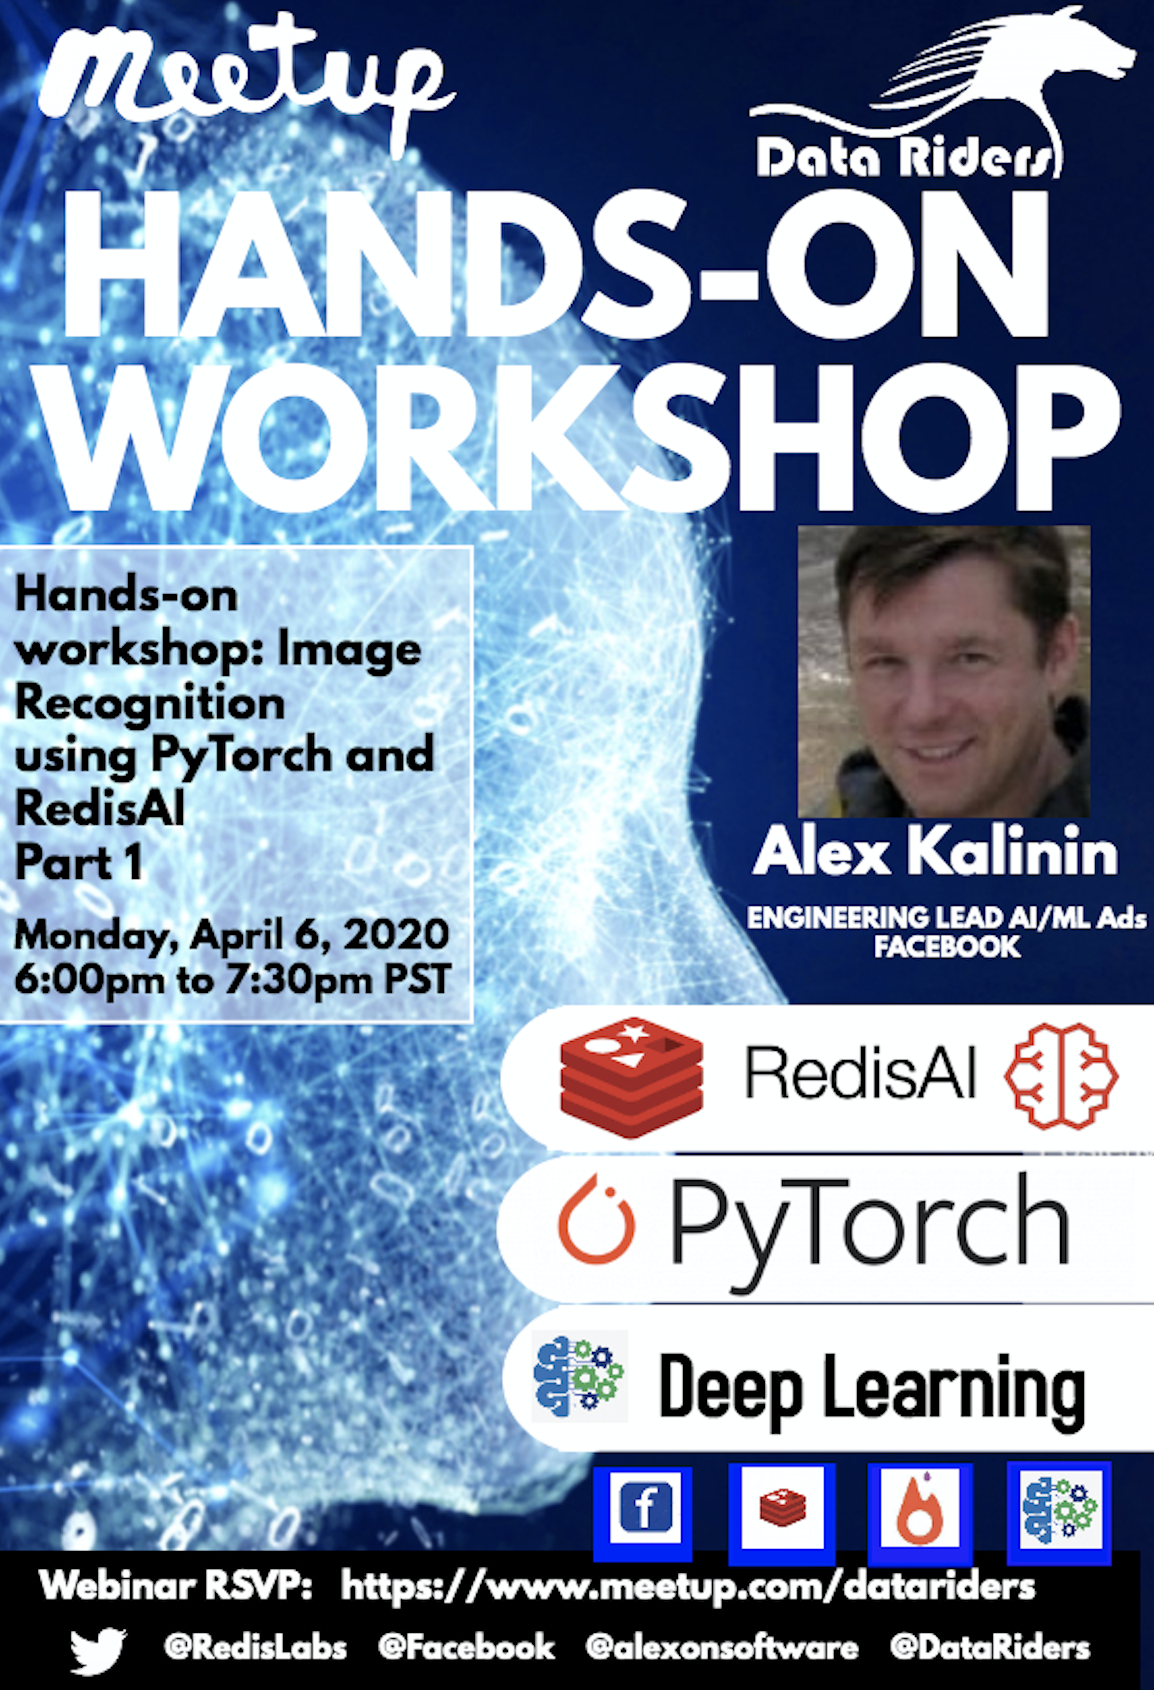 meetup
Data Riders
HANDS-ON
WORKSHOP
Hands-on
workshop: Image
Recognition
using PyTorch and
RedisAI
Part 1
Monday, April 6, 2020
6:00pm to 7:30pm PST
Alex Kalinin
ENGINEERING LEAD AI/ML Ads
FACEBOOK
RedisAI
PyTorch
Deep Learning
f
Webinar RSVP: https://www.meetup.com/datariders
@RedisLabs @Facebook @alexonsoftware @DataRiders